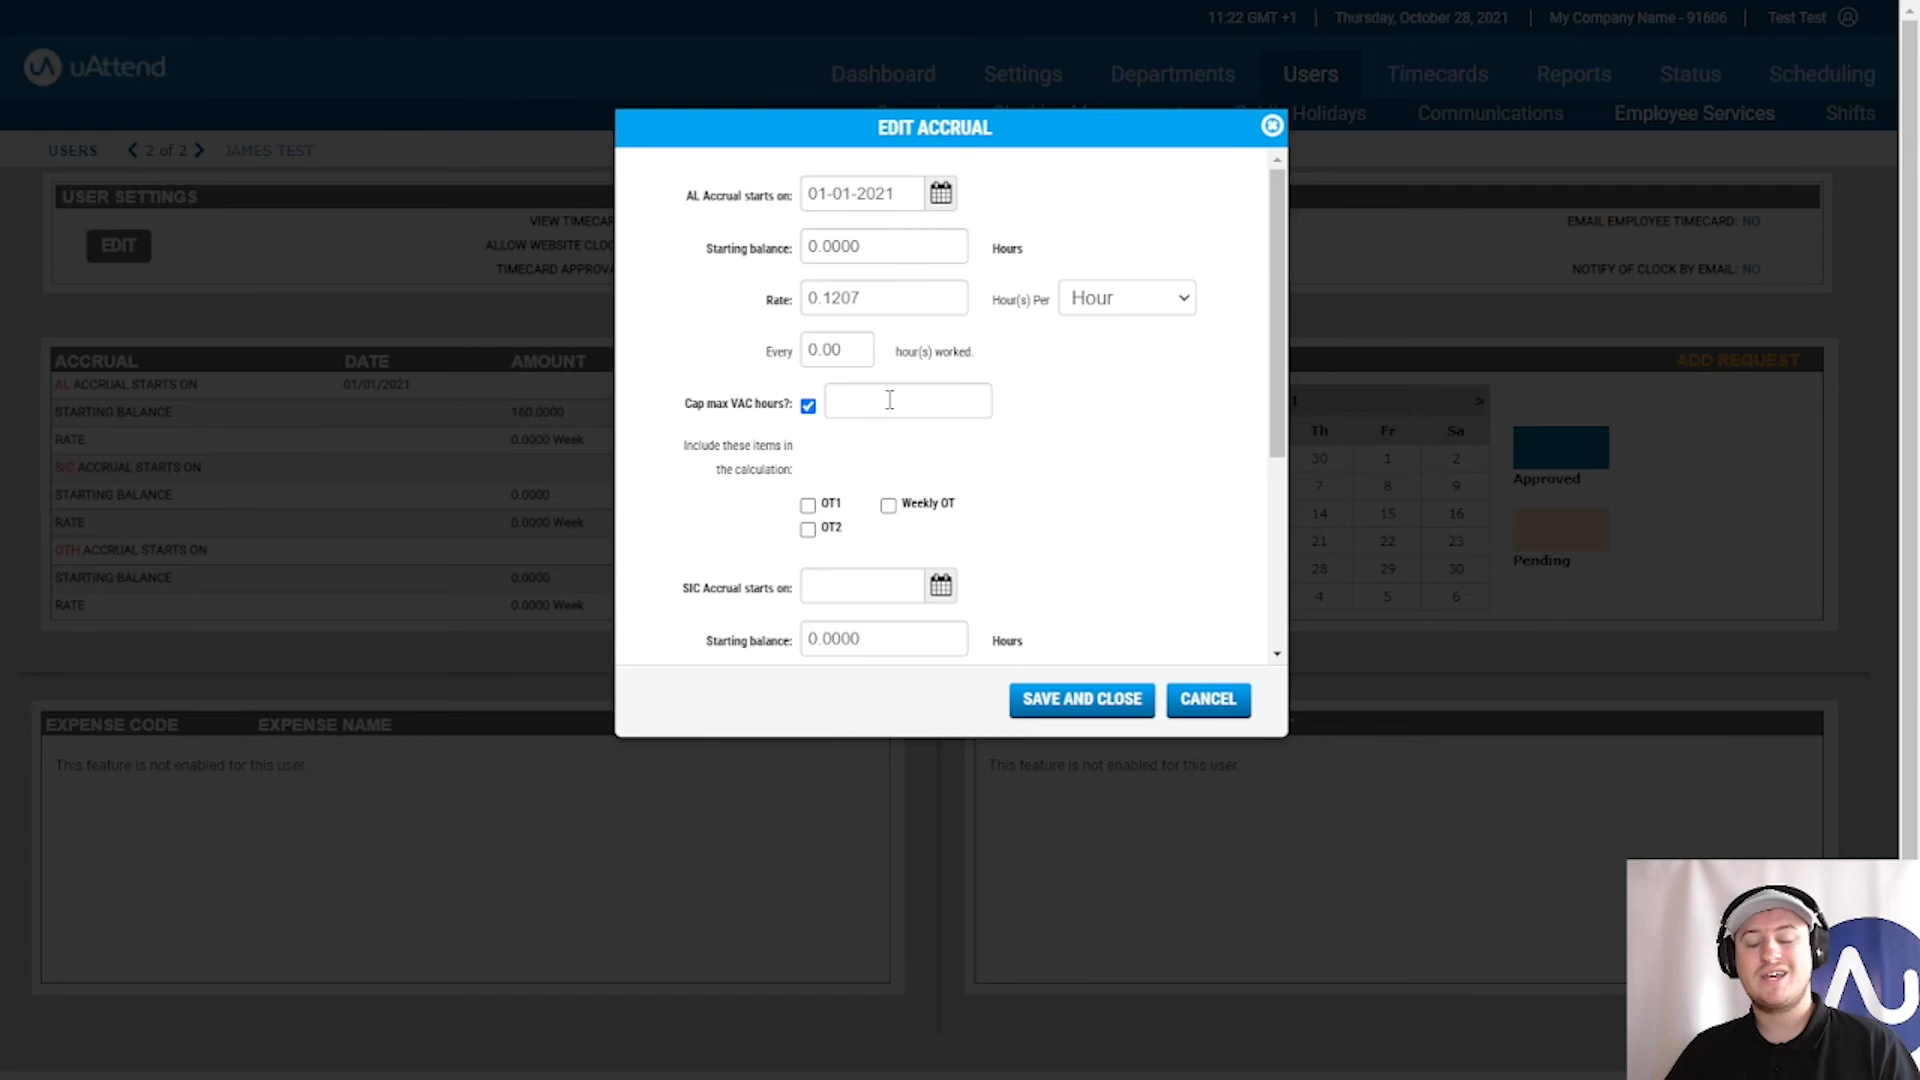 11:22 GMT +1 | Thursday, October 28, 2021 | My Company Name - 91606 | Test Test
uAttend
Dashboard Settings Departments Users Timecards Reports Status Scheduling
Holidays Communications Employee Services Shifts
USERS 2 of 2 JAMES TEST
USER SETTINGS
EDIT
VIEW TIMECAR
ALLOW WEBSITE CLOC
TIMECARD APPROVA
EMAIL EMPLOYEE TIMECARD: NO
NOTIFY OF CLOCK BY EMAIL: NO
ACCRUAL DATE AMOUNT
AL ACCRUAL STARTS ON 01/01/2021
STARTING BALANCE 160.0000
RATE 0.0000 Week
SIC ACCRUAL STARTS ON
STARTING BALANCE 0.0000
RATE 0.0000 Week
OTH ACCRUAL STARTS ON
STARTING BALANCE 0.0000
RATE 0.0000 Week
EDIT ACCRUAL
AL Accrual starts on: 01-01-2021
Starting balance: 0.0000 Hours
Rate: 0.1207 Hour(s) Per Hour
Every 0.00 hour(s) worked.
Cap max VAC hours?:
Include these items in
the calculation:
OT1 Weekly OT
OT2
SIC Accrual starts on:
Starting balance: 0.0000 Hours
SAVE AND CLOSE CANCEL
ADD REQUEST
1 >
Th Fr Sa
30 1 2
7 8 9
14 15 16
21 22 23
28 29 30
4 5 6
Approved
Pending
EXPENSE CODE EXPENSE NAME
This feature is not enabled for this user.
This feature is not enabled for this user.